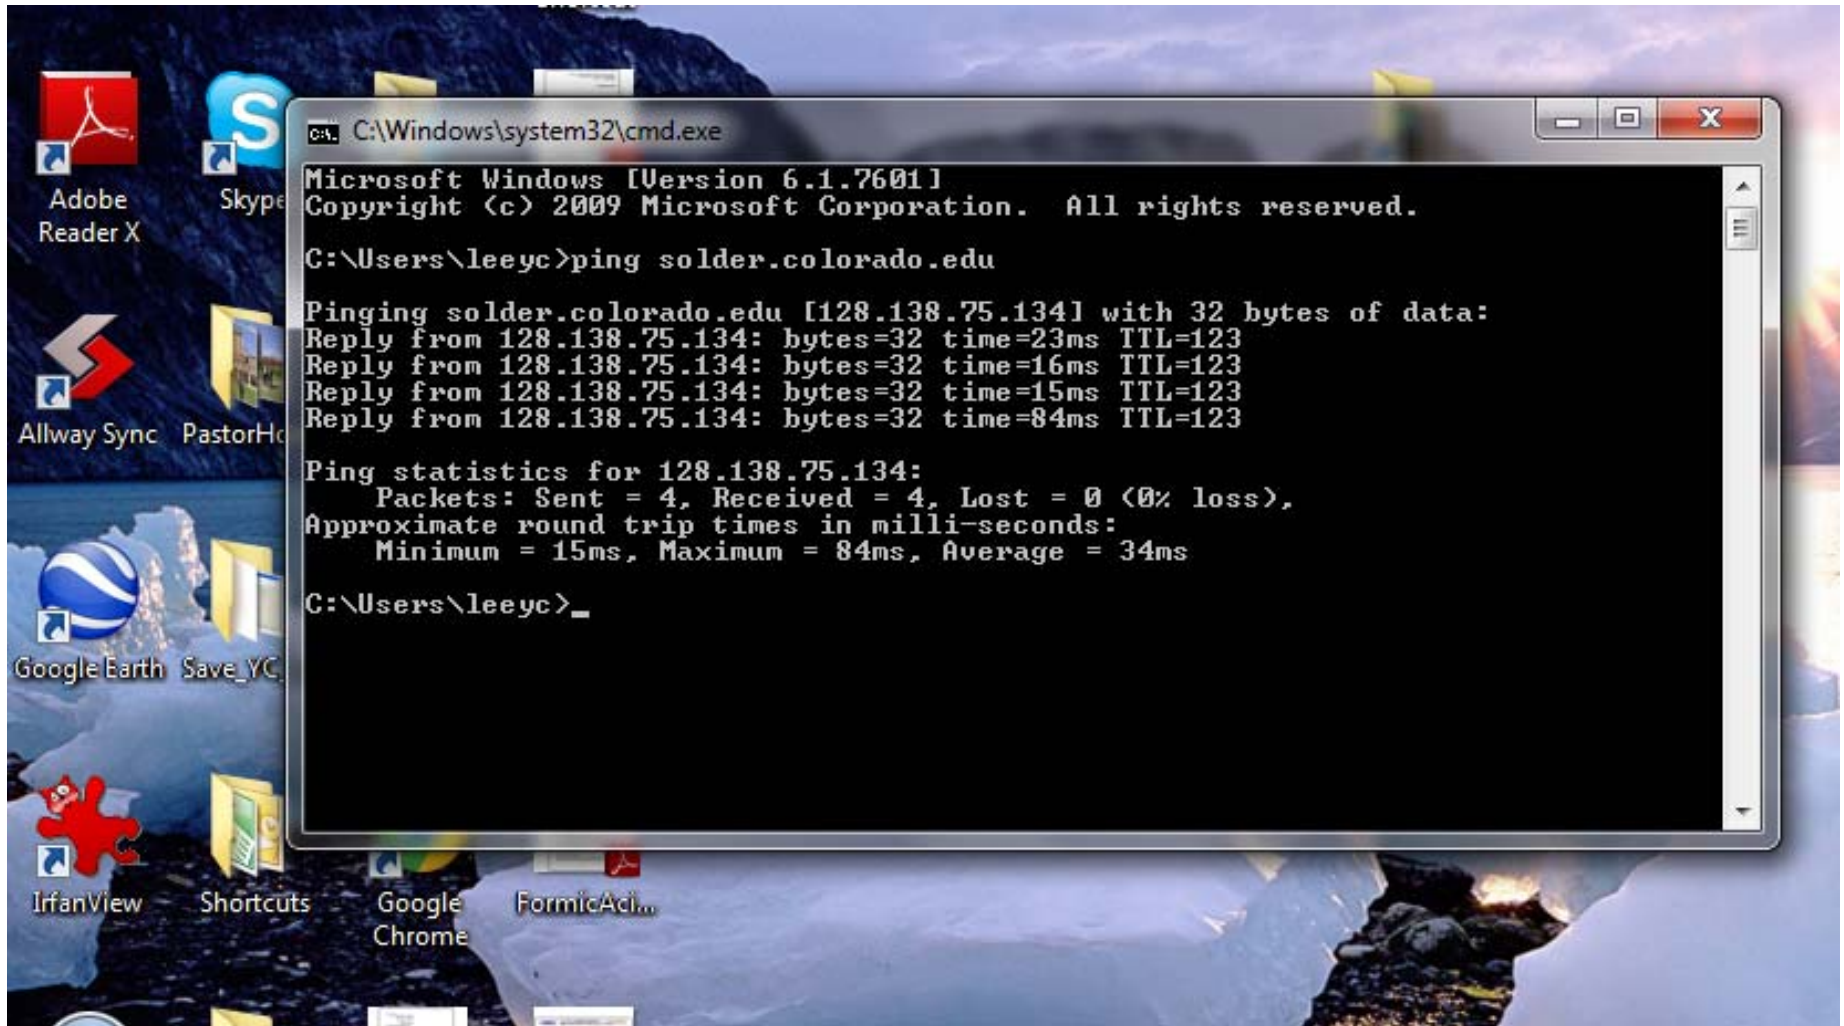 C:\Windows\system32\cmd.exe
Microsoft Windows [Version 6.1.7601]
Copyright (c) 2009 Microsoft Corporation.  All rights reserved.
C:\Users\leeyc>ping solder.colorado.edu
Pinging solder.colorado.edu [128.138.75.134] with 32 bytes of data:
Reply from 128.138.75.134: bytes=32 time=23ms TTL=123
Reply from 128.138.75.134: bytes=32 time=16ms TTL=123
Reply from 128.138.75.134: bytes=32 time=15ms TTL=123
Reply from 128.138.75.134: bytes=32 time=84ms TTL=123
Ping statistics for 128.138.75.134:
    Packets: Sent = 4, Received = 4, Lost = 0 (0% loss),
Approximate round trip times in milli-seconds:
    Minimum = 15ms, Maximum = 84ms, Average = 34ms
C:\Users\leeyc>_
Adobe
Reader X
Skype
Allway Sync
PastorHo
Google Earth
Save_YC_
IrfanView
Shortcuts
Google
Chrome
FormicAci...